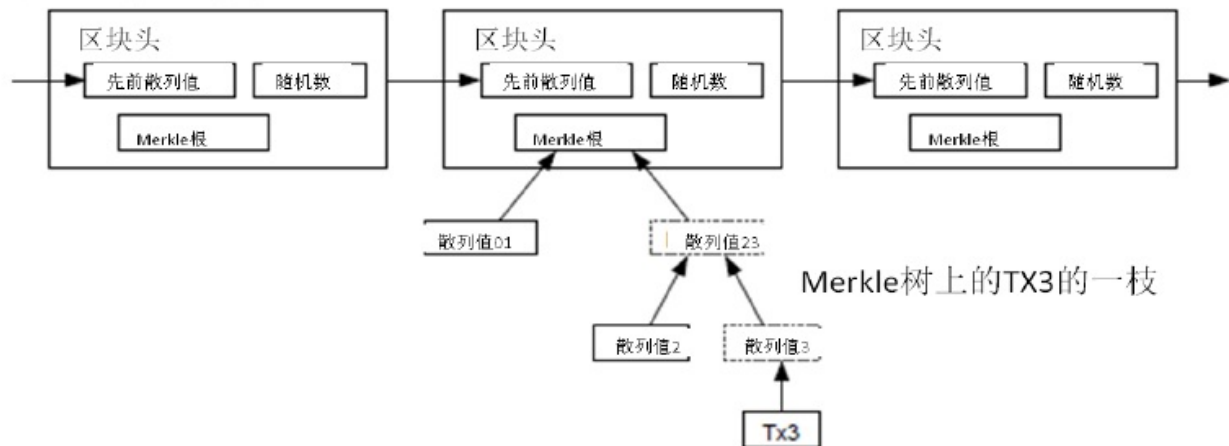 区块头 区块头 区块头
先前散列值 随机数 先前散列值 随机数 先前散列值 随机数
Merkle根 Merkle根 Merkle根
散列值01 散列值23
Merkle树上的TX3的一枝
散列值2 散列值3
Tx3